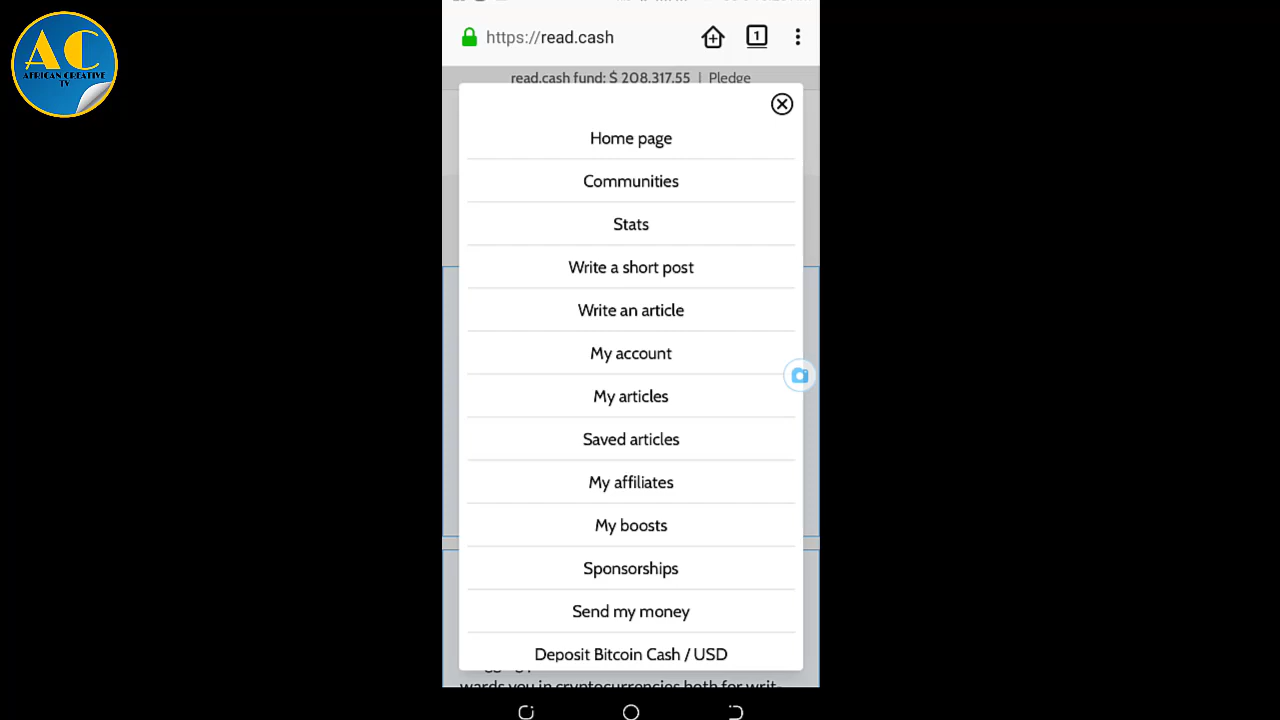 AC
AFRICAN CREATIVE
TV
https://read.cash
1
read.cash fund: $ 208,317.55 | Pledge
Home page
Communities
Stats
Write a short post
Write an article
My account
My articles
Saved articles
My affiliates
My boosts
Sponsorships
Send my money
Deposit Bitcoin Cash / USD
wards you in cryptocurrencies both for writ-